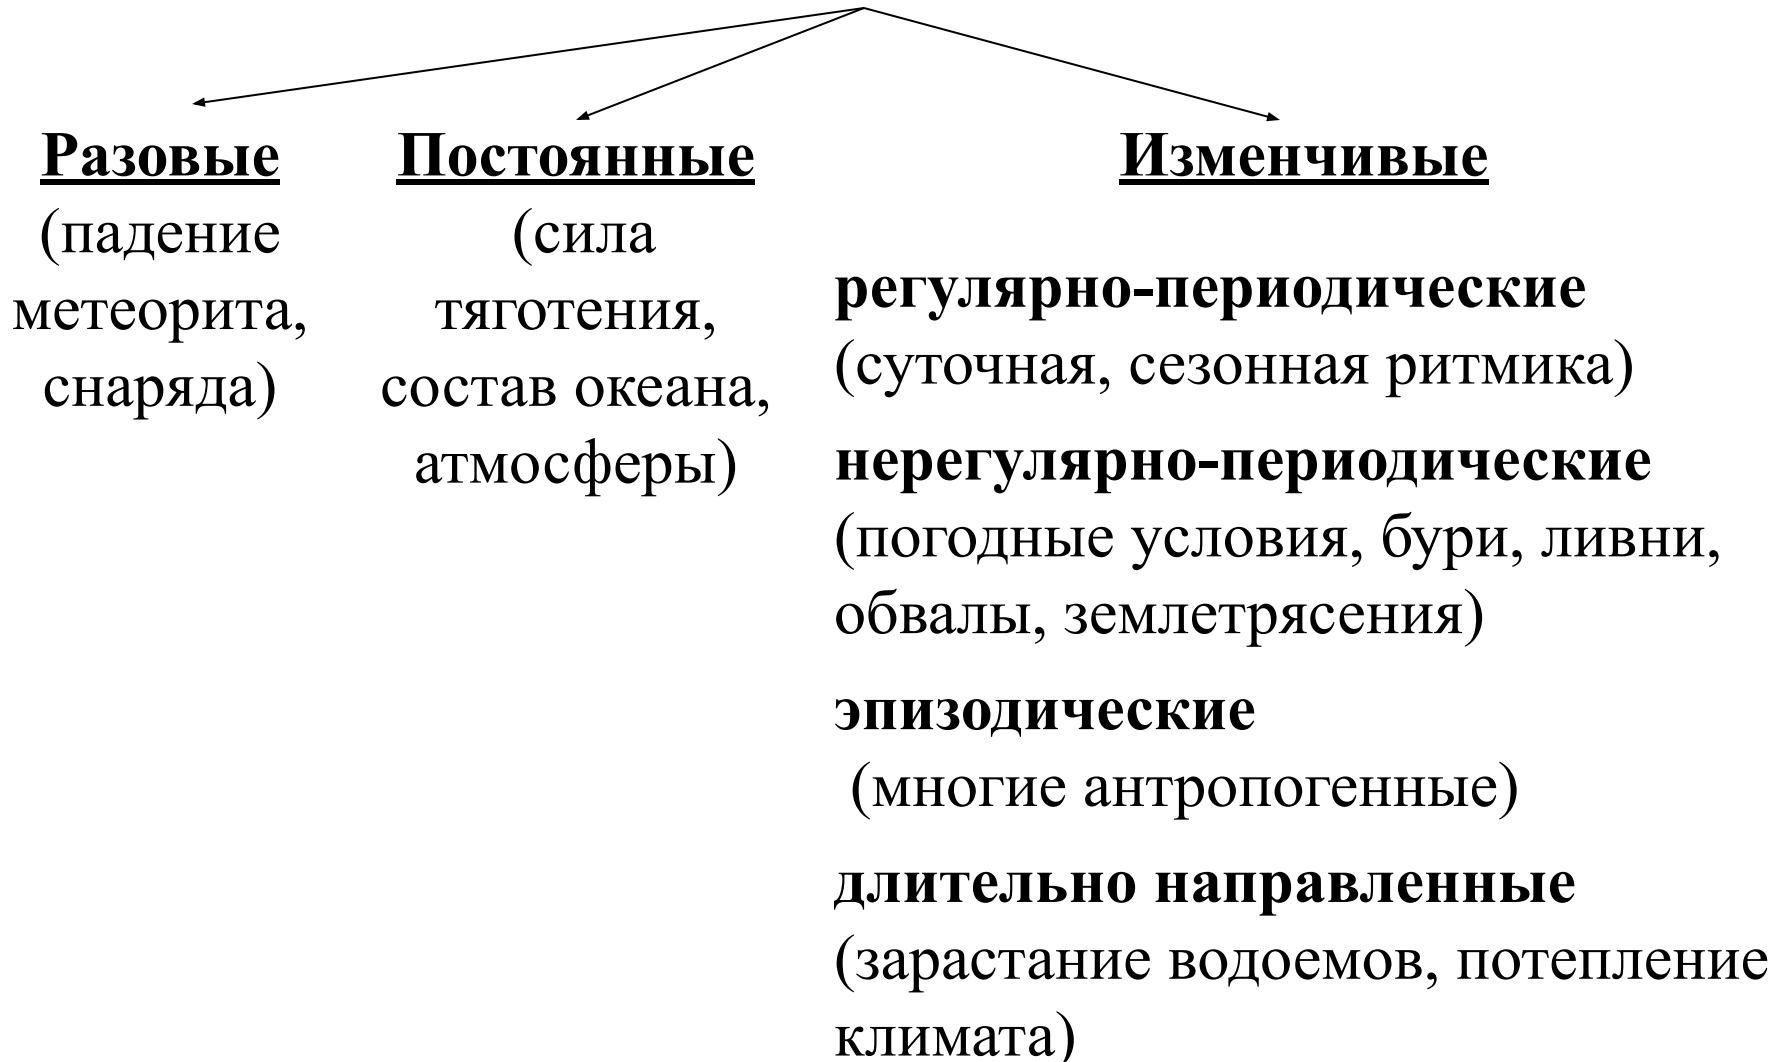 Разовые
(падение
метеорита,
снаряда)
Постоянные
(сила
тяготения,
состав океана,
атмосферы)
Изменчивые
регулярно-периодические
(суточная, сезонная ритмика)
нерегулярно-периодические
(погодные условия, бури, ливни,
обвалы, землетрясения)
эпизодические
(многие антропогенные)
длительно направленные
(зарастание водоемов, потепление
климата)